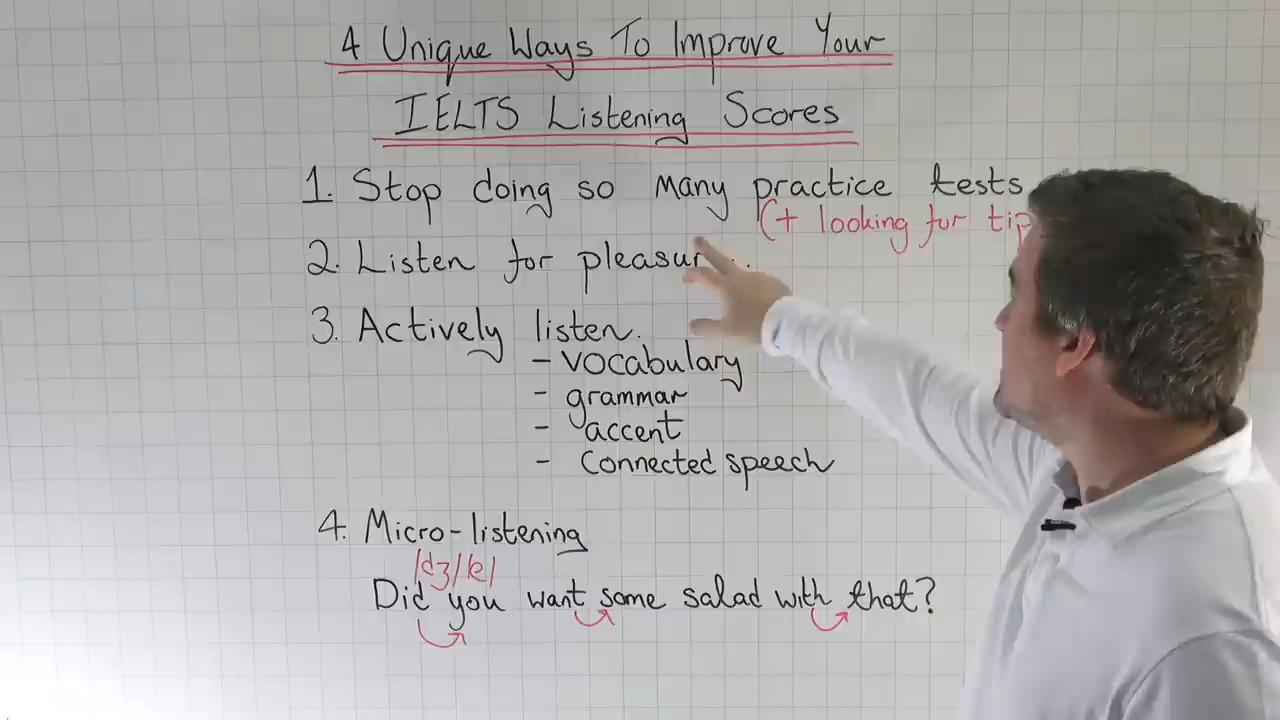 4 Unique Ways To Improve Your
IELTS Listening Scores
1. Stop doing so many practice tests
(+ looking for
2. Listen for
3. Actively listen.
- vocabulary
- grammar
- accent
- connected speech
4. Micro-listening
/dʒ/
Did you want some salad with that?